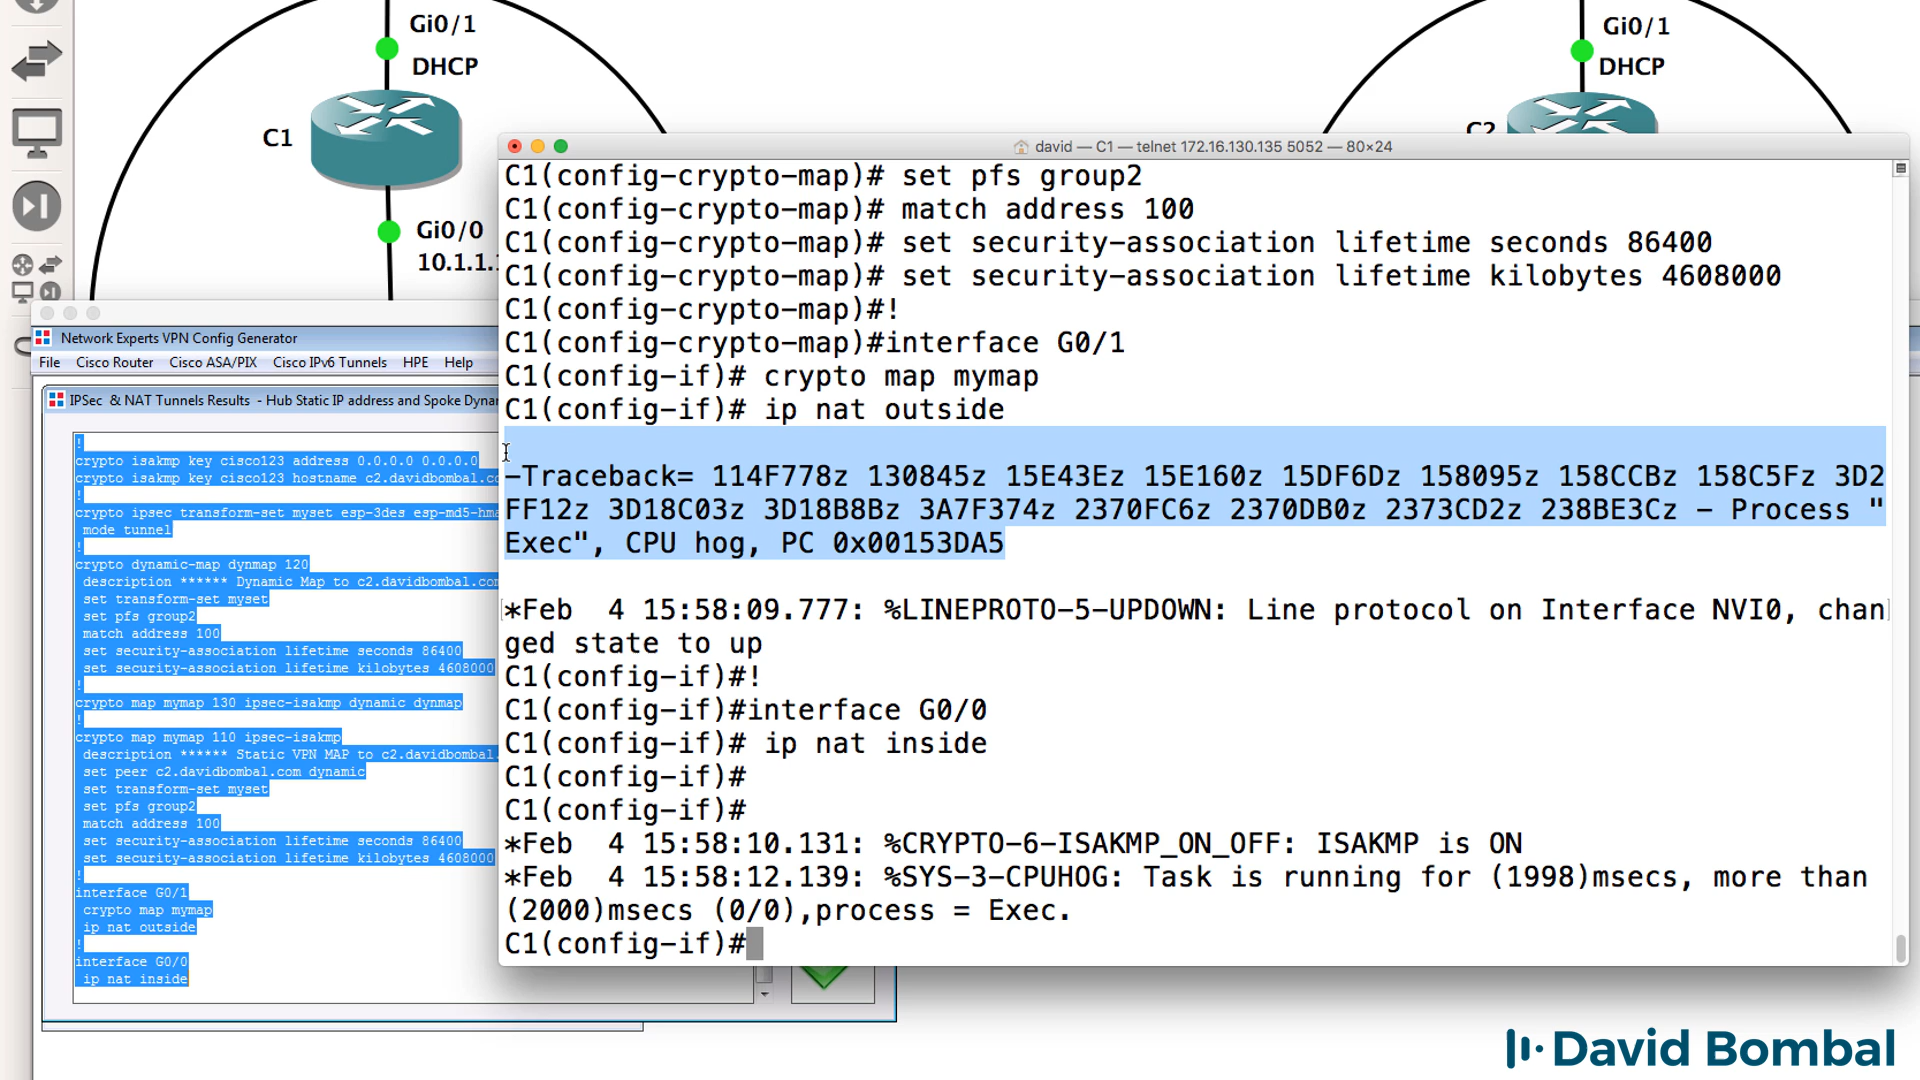 Gi0/1
DHCP
C1
Gi0/0
10.1.1.1
Gi0/1
DHCP
C2
david — C1 — telnet 172.16.130.135 5052 — 80×24
C1(config-crypto-map)# set pfs group2
C1(config-crypto-map)# match address 100
C1(config-crypto-map)# set security-association lifetime seconds 86400
C1(config-crypto-map)# set security-association lifetime kilobytes 4608000
C1(config-crypto-map)#!
C1(config-crypto-map)#interface G0/1
C1(config-if)# crypto map mymap
C1(config-if)# ip nat outside
-Traceback= 114F778z 130845z 15E43Ez 15E160z 15DF6Dz 158095z 158CCBz 158C5Fz 3D2
FF12z 3D18C03z 3D18B8Bz 3A7F374z 2370FC6z 2370DB0z 2373CD2z 238BE3Cz - Process "
Exec", CPU hog, PC 0x00153DA5
*Feb  4 15:58:09.777: %LINEPROTO-5-UPDOWN: Line protocol on Interface NVI0, chan
ged state to up
C1(config-if)#!
C1(config-if)#interface G0/0
C1(config-if)# ip nat inside
C1(config-if)#
C1(config-if)#
*Feb  4 15:58:10.131: %CRYPTO-6-ISAKMP_ON_OFF: ISAKMP is ON
*Feb  4 15:58:12.139: %SYS-3-CPUHOG: Task is running for (1998)msecs, more than
(2000)msecs (0/0),process = Exec.
C1(config-if)#
Network Experts VPN Config Generator
File Cisco Router Cisco ASA/PIX Cisco IPv6 Tunnels HPE Help
IPSec & NAT Tunnels Results - Hub Static IP address and Spoke Dynar
!
crypto isakmp key cisco123 address 0.0.0.0 0.0.0.0
crypto isakmp key cisco123 hostname c2.davidbombal.co
!
crypto ipsec transform-set myset esp-3des esp-md5-hma
mode tunnel
!
crypto dynamic-map dynmap 120
description ****** Dynamic Map to c2.davidbombal.com
set transform-set myset
set pfs group2
match address 100
set security-association lifetime seconds 86400
set security-association lifetime kilobytes 4608000
!
crypto map mymap 130 ipsec-isakmp dynamic dynmap
!
crypto map mymap 110 ipsec-isakmp
description ****** Static VPN MAP to c2.davidbombal.
set peer c2.davidbombal.com dynamic
set transform-set myset
set pfs group2
match address 100
set security-association lifetime seconds 86400
set security-association lifetime kilobytes 4608000
!
interface G0/1
crypto map mymap
ip nat outside
!
interface G0/0
ip nat inside
David Bombal